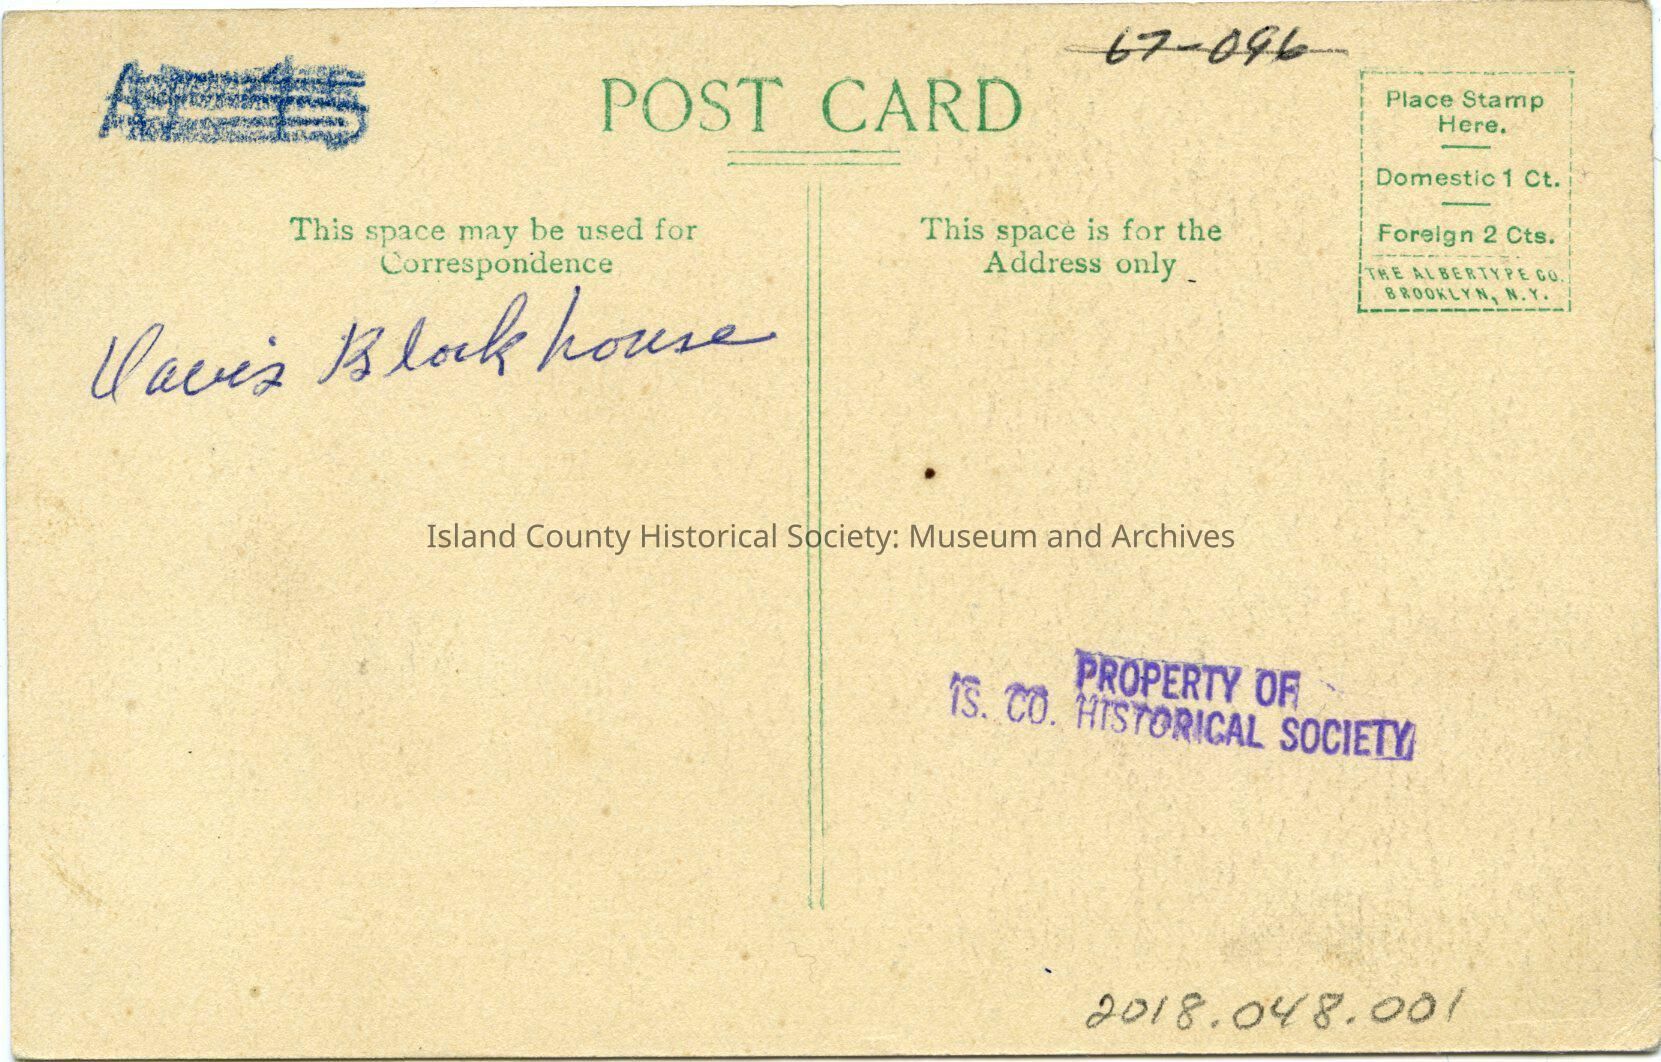 67-096
POST CARD
Place Stamp
Here.
Domestic 1 Ct.
Foreign 2 Cts.
THE ALBERTYPE CO.
BROOKLYN, N.Y.
This space may be used for
Correspondence
This space is for the
Address only
Davis Blockhouse
Island County Historical Society: Museum and Archives
PROPERTY OF
IS. CO. HISTORICAL SOCIETY
2018.048.001